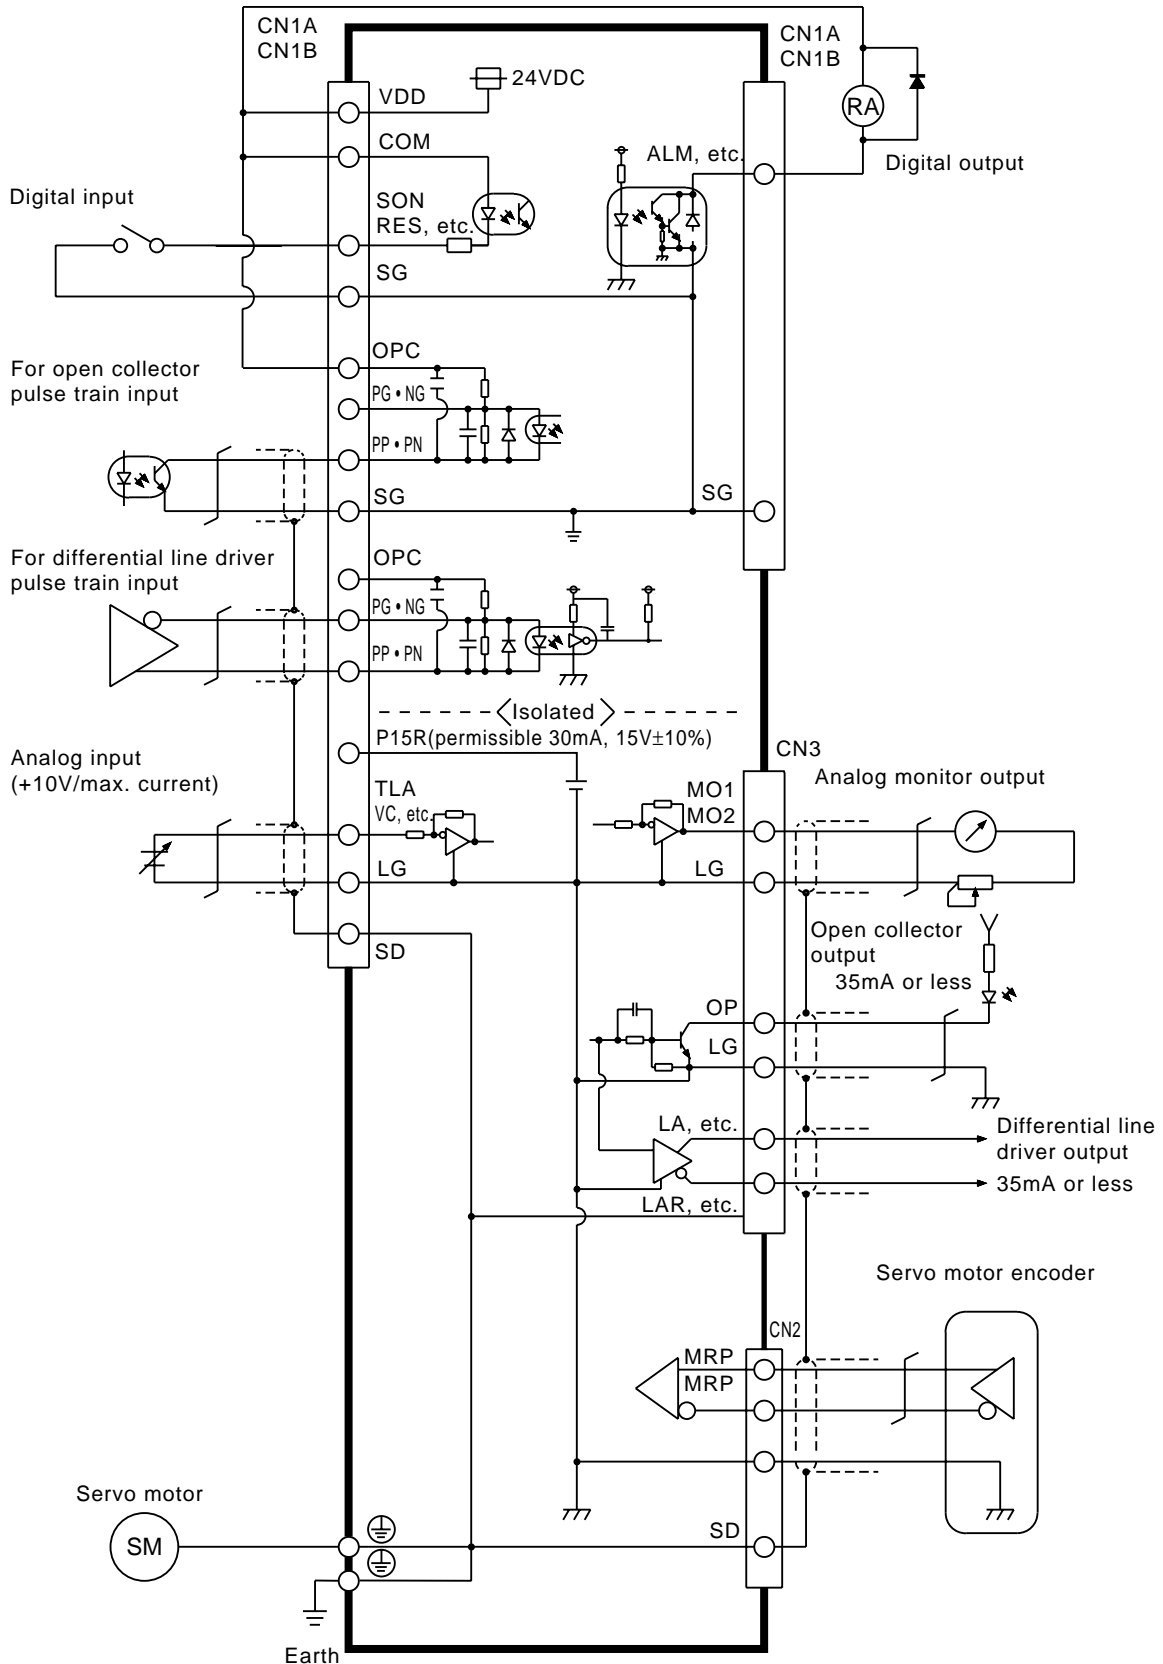 CN1A
CN1B
CN1A
CN1B
24VDC
VDD
RA
COM
ALM, etc.
Digital output
Digital input
SON
RES, etc.
SG
OPC
For open collector
pulse train input
PG • NG
PP • PN
SG
SG
For differential line driver
pulse train input
OPC
PG • NG
PP • PN
Isolated
P15R(permissible 30mA, 15V±10%)
CN3
Analog input
(+10V/max. current)
Analog monitor output
TLA
VC, etc.
MO1
MO2
LG
LG
SD
Open collector
output
35mA or less
OP
LG
LA, etc.
Differential line
driver output
35mA or less
LAR, etc.
Servo motor encoder
CN2
MRP
MRP
Servo motor
SM
SD
Earth